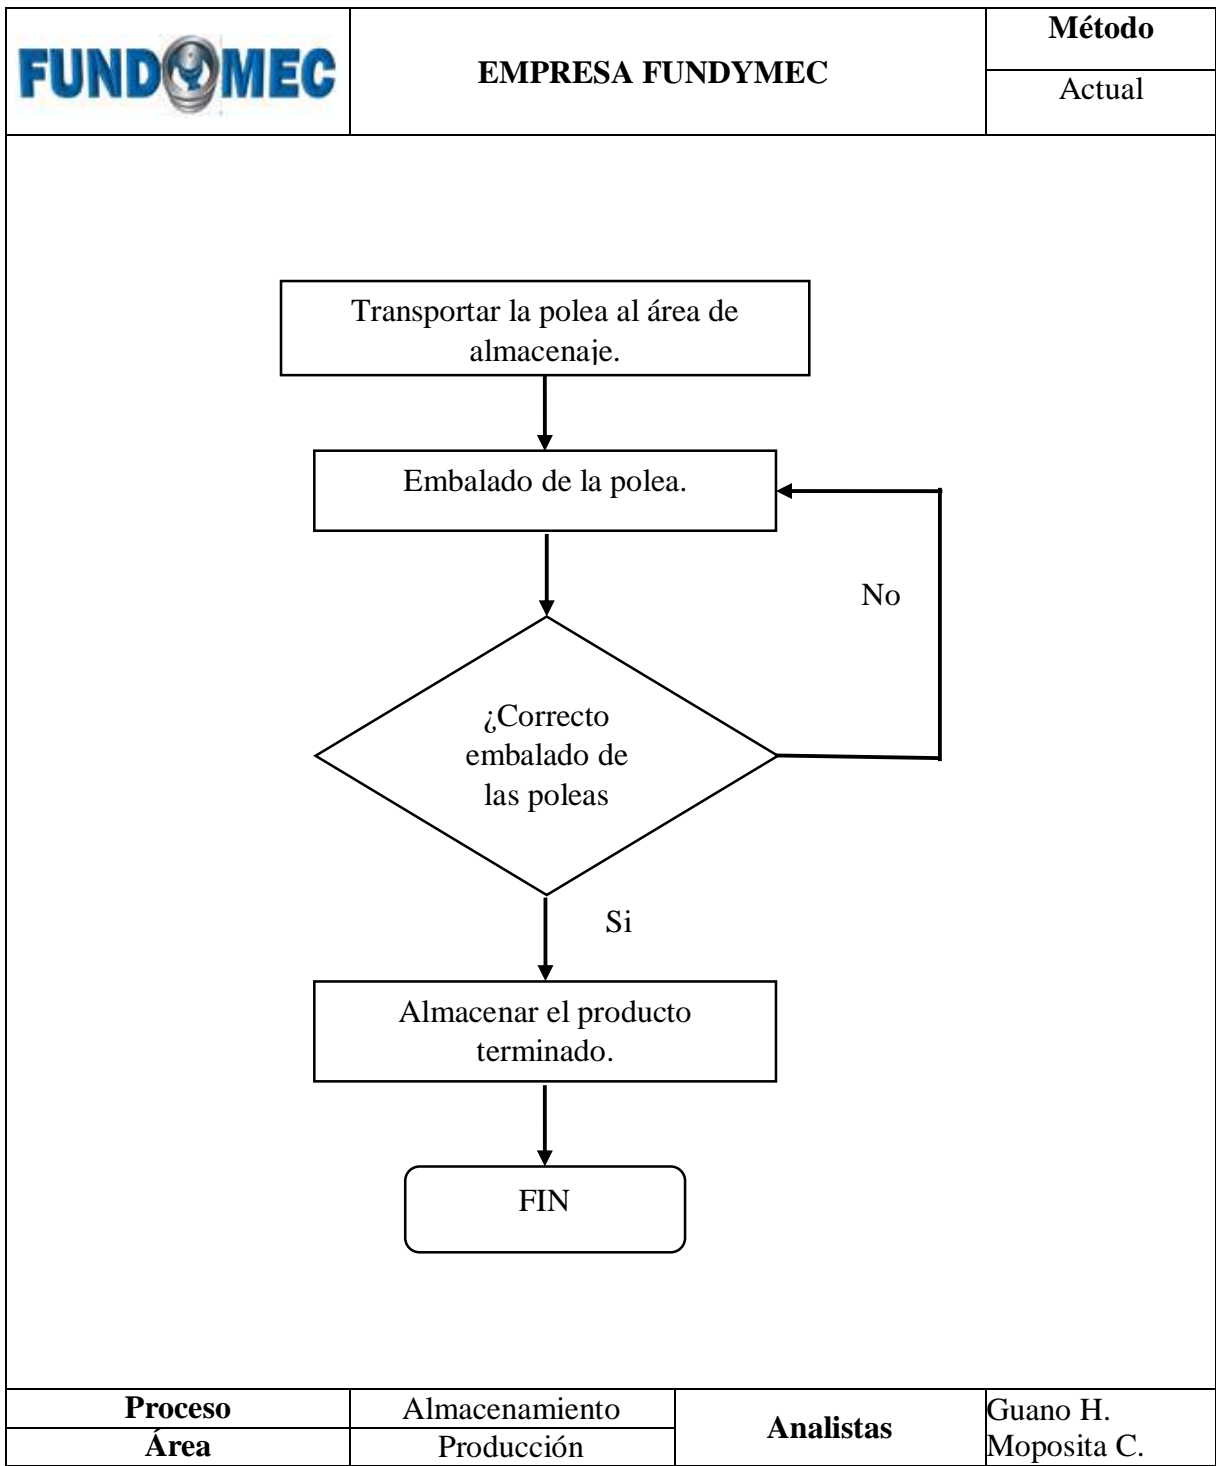 FUNDYMEC
EMPRESA FUNDYMEC
Método
Actual
Transportar la polea al área de
almacenaje.
Embalado de la polea.
No
¿Correcto
embalado de
las poleas
Si
Almacenar el producto
terminado.
FIN
Proceso
Almacenamiento
Analistas
Guano H.
Área
Producción
Moposita C.